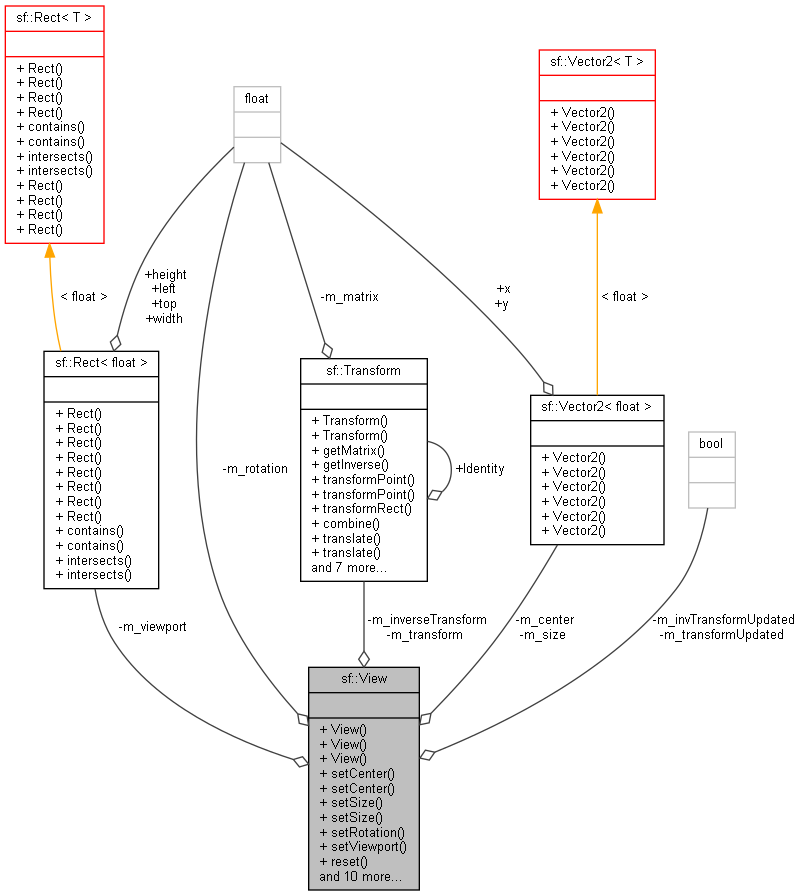 sf::Rect< T >
+ Rect()
+ Rect()
+ Rect()
+ Rect()
+ contains()
+ contains()
+ intersects()
+ intersects()
+ Rect()
+ Rect()
+ Rect()
+ Rect()
float
sf::Vector2< T >
+ Vector2()
+ Vector2()
+ Vector2()
+ Vector2()
+ Vector2()
+ Vector2()
< float >
+height
+left
+top
+width
-m_matrix
+x
+y
< float >
sf::Rect< float >
+ Rect()
+ Rect()
+ Rect()
+ Rect()
+ Rect()
+ Rect()
+ Rect()
+ Rect()
+ contains()
+ contains()
+ intersects()
+ intersects()
-m_rotation
sf::Transform
+ Transform()
+ Transform()
+ getMatrix()
+ getInverse()
+ transformPoint()
+ transformPoint()
+ transformRect()
+ combine()
+ translate()
+ translate()
and 7 more...
+Identity
sf::Vector2< float >
+ Vector2()
+ Vector2()
+ Vector2()
+ Vector2()
+ Vector2()
+ Vector2()
bool
-m_viewport
-m_inverseTransform
-m_transform
-m_center
-m_size
-m_invTransformUpdated
-m_transformUpdated
sf::View
+ View()
+ View()
+ View()
+ setCenter()
+ setCenter()
+ setSize()
+ setSize()
+ setRotation()
+ setViewport()
+ reset()
and 10 more...